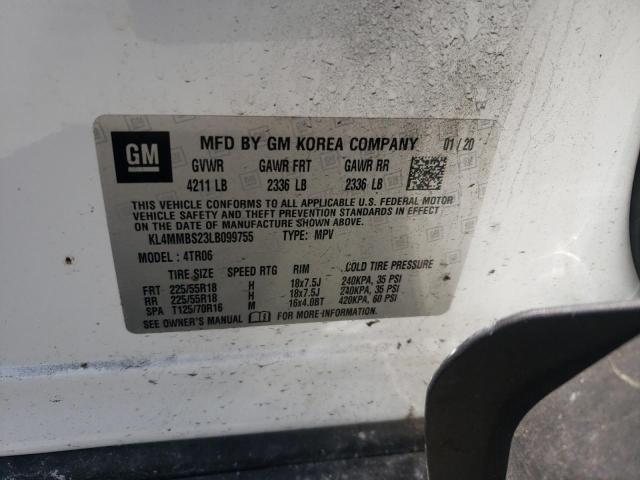 GM
MFD BY GM KOREA COMPANY 01 / 20
GVWR GAWR FRT GAWR RR
4211 LB 2336 LB 2336 LB
THIS VEHICLE CONFORMS TO ALL APPLICABLE U.S. FEDERAL MOTOR
VEHICLE SAFETY AND THEFT PREVENTION STANDARDS IN EFFECT
ON THE DATE OF MANUFACTURE SHOWN ABOVE.
KL4MMBS23LB099755 TYPE: MPV
MODEL : 4TR06
TIRE SIZE SPEED RTG RIM COLD TIRE PRESSURE
FRT 225/55R18 H 18x7.5J 240KPA, 35 PSI
RR 225/55R18 H 18x7.5J 240KPA, 35 PSI
SPA T125/70R16 M 16x4.0BT 420KPA, 60 PSI
SEE OWNER'S MANUAL FOR MORE INFORMATION.